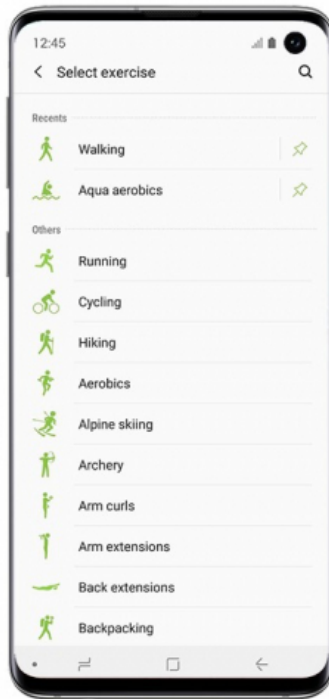 12:45
Select exercise
Recents
Walking
Aqua aerobics
Others
Running
Cycling
Hiking
Aerobics
Alpine skiing
Archery
Arm curls
Arm extensions
Back extensions
Backpacking